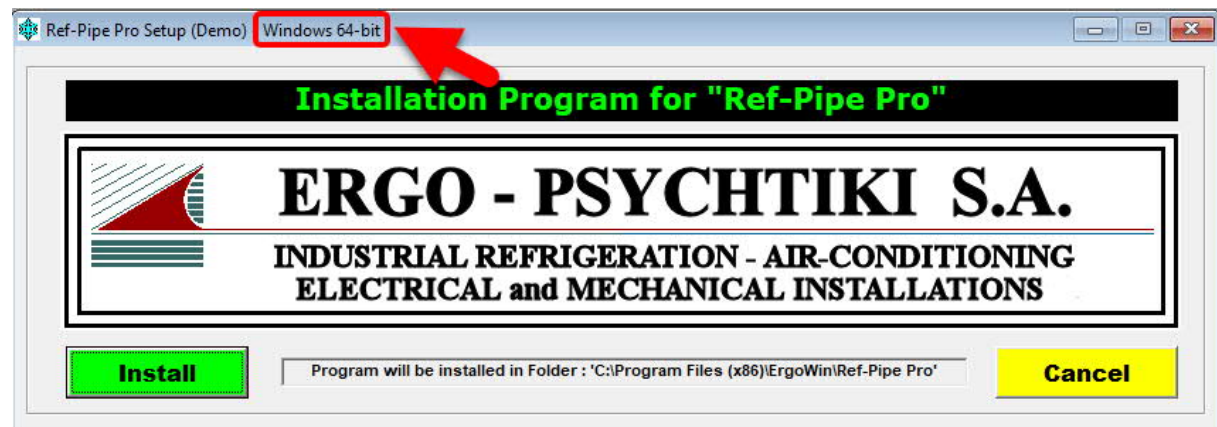 Ref-Pipe Pro Setup (Demo) Windows 64-bit
Installation Program for "Ref-Pipe Pro"
ERGO - PSYCHTIKI S.A.
INDUSTRIAL REFRIGERATION - AIR-CONDITIONING
ELECTRICAL and MECHANICAL INSTALLATIONS
Install Program will be installed in Folder : 'C:\Program Files (x86)\ErgoWin\Ref-Pipe Pro' Cancel